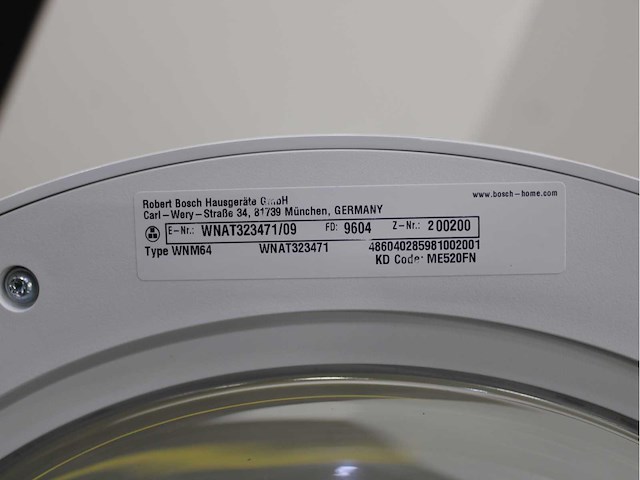 Robert Bosch Hausgeräte GmbH
www.bosch-home.com
Carl-Wery-Straße 34, 81739 München, GERMANY
E-Nr.: WNAT323471/09 FD: 9604 Z-Nr.: 200200
Type WNM64 WNAT323471 486040285981002001
KD Code: ME520FN